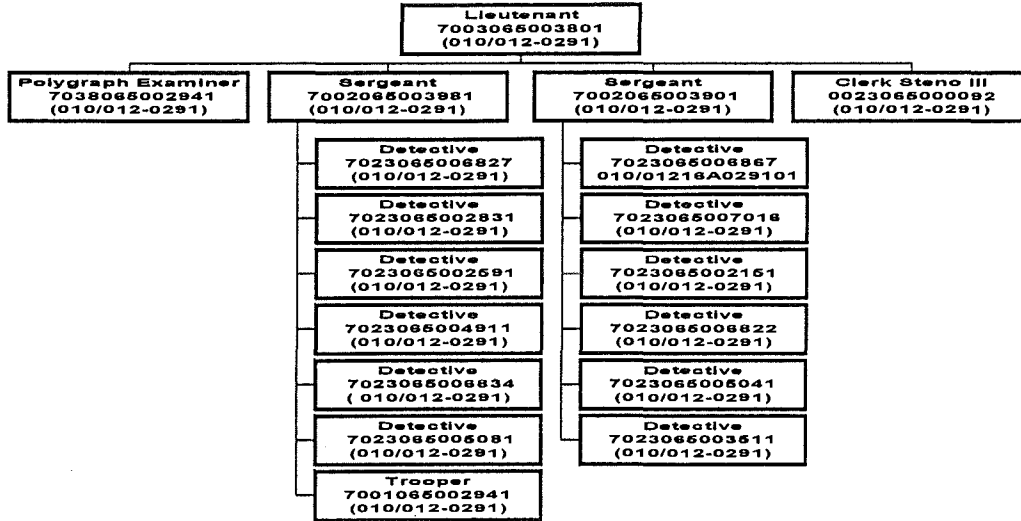 Lieutenant
7003065003801
(010/012-0291)
Polygraph Examiner
7038065002941
(010/012-0291)
Sergeant
7002065003981
(010/012-0291)
Sergeant
7002065003901
(010/012-0291)
Clerk Steno III
0023065000092
(010/012-0291)
Detective
7023065006827
(010/012-0291)
Detective
7023065002831
(010/012-0291)
Detective
7023065002591
(010/012-0291)
Detective
7023065004911
(010/012-0291)
Detective
7023065006834
( 010/012-0291)
Detective
7023065005081
(010/012-0291)
Trooper
7001065002941
(010/012-0291)
Detective
7023065006867
010/01216A029101
Detective
7023065007016
(010/012-0291)
Detective
7023065002151
(010/012-0291)
Detective
7023065006822
(010/012-0291)
Detective
7023065005041
(010/012-0291)
Detective
7023065003511
(010/012-0291)